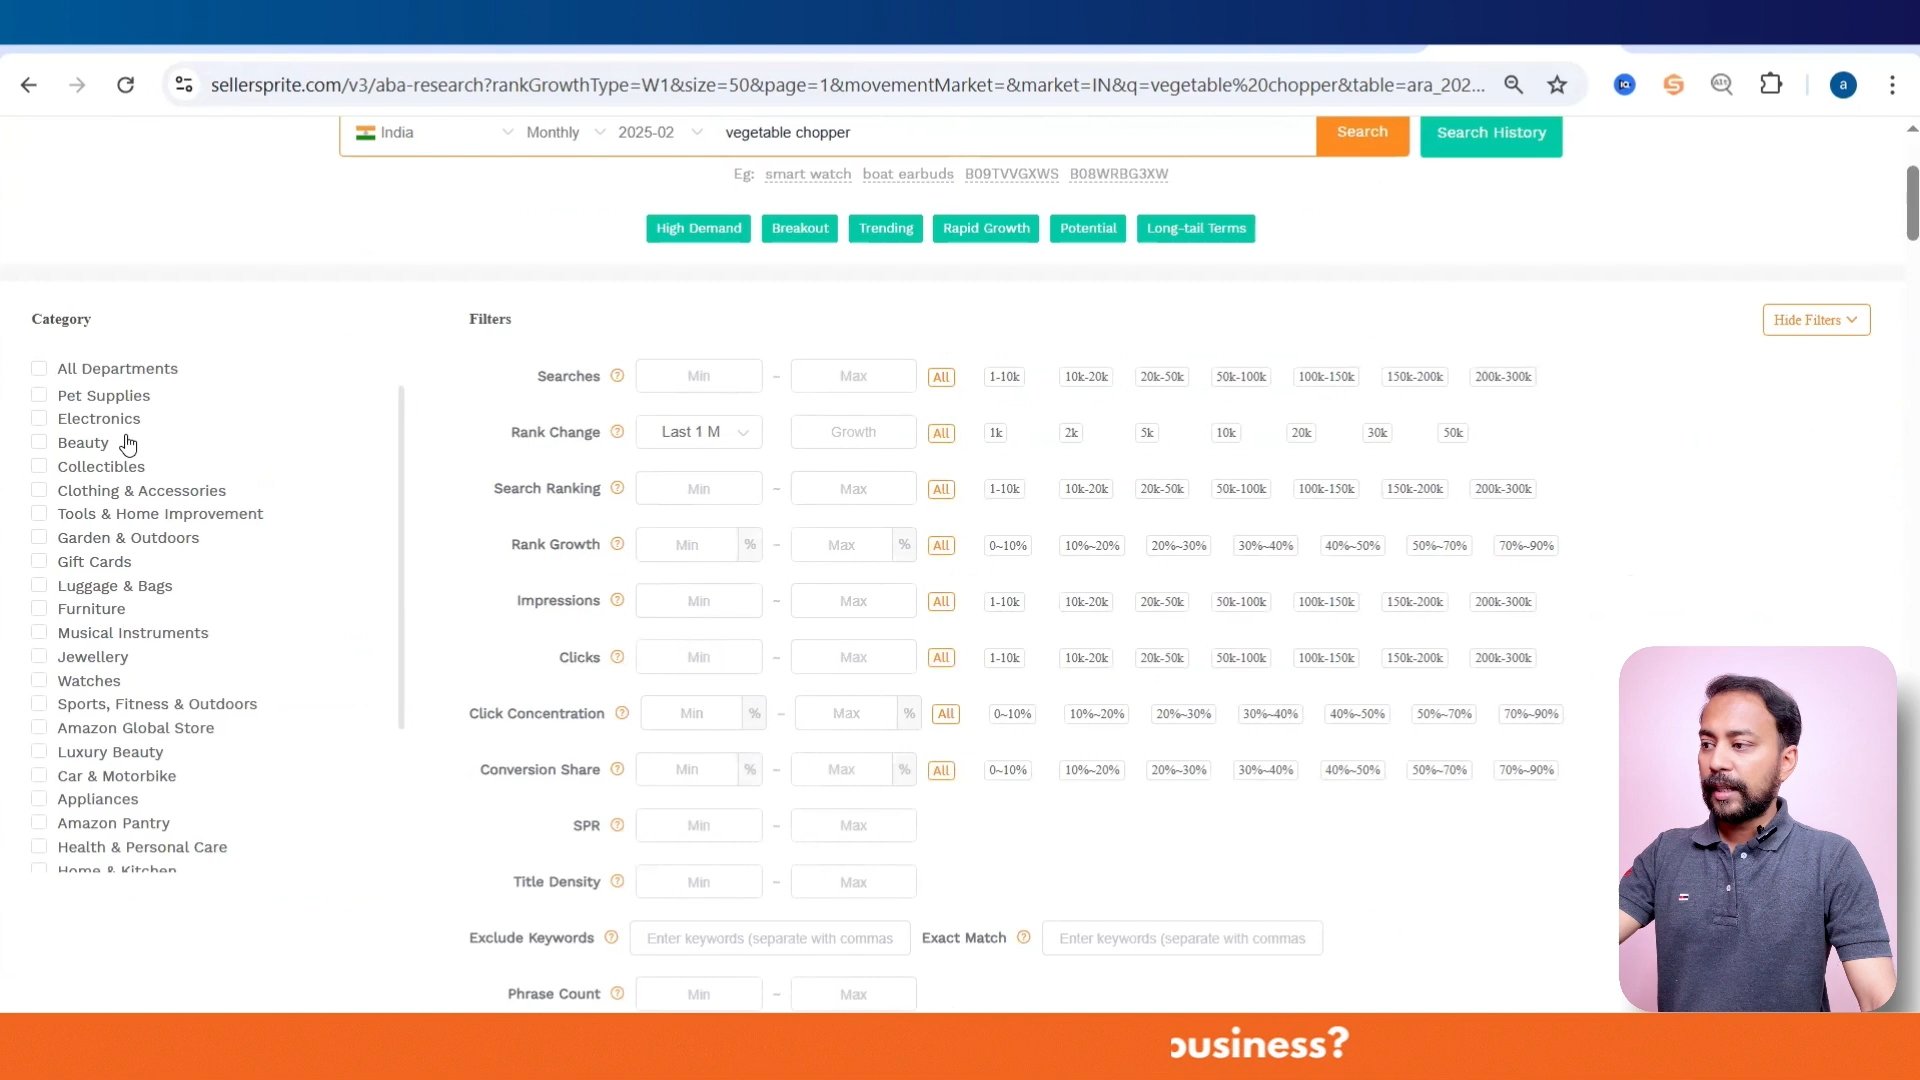 sellersprite.com/v3/aba-research?rankGrowthType=W1&size=50&page=1&movementMarket=&market=IN&q=vegetable%20chopper&table=ara_202...
a
India Monthly 2025-02 vegetable chopper Search Search History
Eg: smart watch boat earbuds B09TVVGXWS B08WRBG3XW
High Demand Breakout Trending Rapid Growth Potential Long-tail Terms
Category
All Departments
Pet Supplies
Electronics
Beauty
Collectibles
Clothing & Accessories
Tools & Home Improvement
Garden & Outdoors
Gift Cards
Luggage & Bags
Furniture
Musical Instruments
Jewellery
Watches
Sports, Fitness & Outdoors
Amazon Global Store
Luxury Beauty
Car & Motorbike
Appliances
Amazon Pantry
Health & Personal Care
Home & Kitchen
Filters
Hide Filters
Searches ? Min - Max All 1-10k 10k-20k 20k-50k 50k-100k 100k-150k 150k-200k 200k-300k
Rank Change ? Last 1 M Growth All 1k 2k 5k 10k 20k 30k 50k
Search Ranking ? Min - Max All 1-10k 10k-20k 20k-50k 50k-100k 100k-150k 150k-200k 200k-300k
Rank Growth ? Min % - Max % All 0~10% 10%~20% 20%~30% 30%~40% 40%~50% 50%~70% 70%~90%
Impressions ? Min - Max All 1-10k 10k-20k 20k-50k 50k-100k 100k-150k 150k-200k 200k-300k
Clicks ? Min - Max All 1-10k 10k-20k 20k-50k 50k-100k 100k-150k 150k-200k 200k-300k
Click Concentration ? Min % - Max % All 0~10% 10%~20% 20%~30% 30%~40% 40%~50% 50%~70% 70%~90%
Conversion Share ? Min % - Max % All 0~10% 10%~20% 20%~30% 30%~40% 40%~50% 50%~70% 70%~90%
SPR ? Min - Max
Title Density ? Min - Max
Exclude Keywords ? Enter keywords (separate with commas Exact Match ? Enter keywords (separate with commas
Phrase Count ? Min - Max
business?